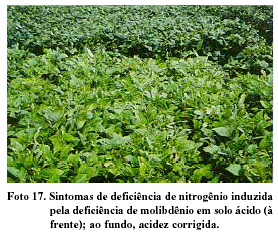 Foto 17. Sintomas de deficiência de nitrogênio induzida
pela deficiência de molibdênio em solo ácido (à
frente); ao fundo, acidez corrigida.